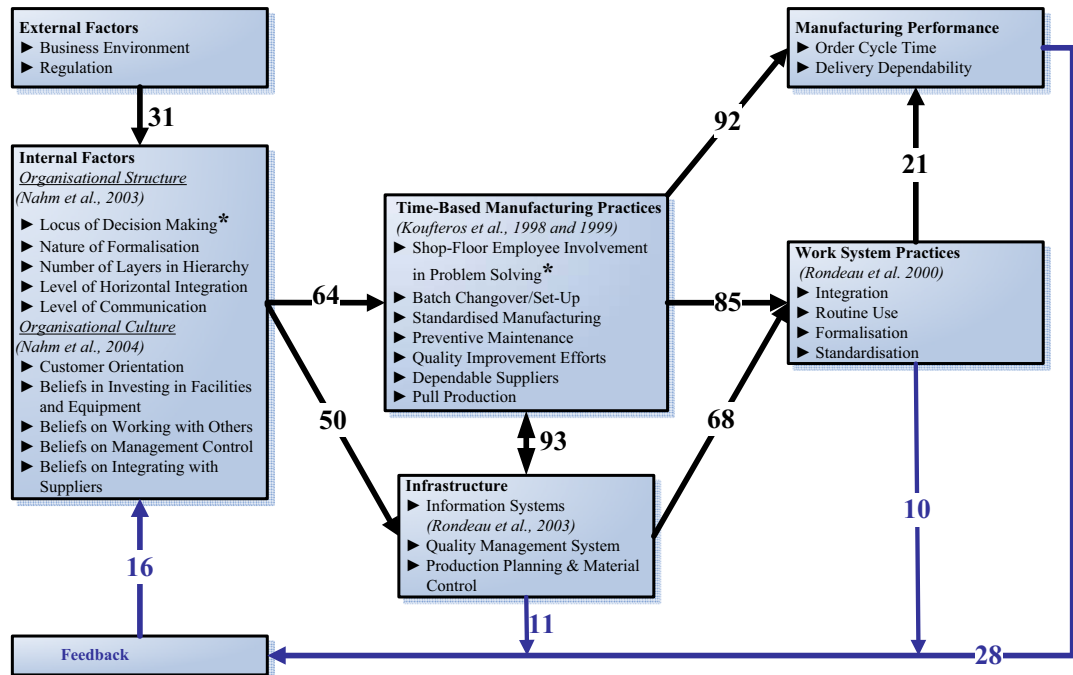 External Factors
► Business Environment
► Regulation
31
Internal Factors
Organisational Structure
(Nahm et al., 2003)
► Locus of Decision Making*
► Nature of Formalisation
► Number of Layers in Hierarchy
► Level of Horizontal Integration
► Level of Communication
Organisational Culture
(Nahm et al., 2004)
► Customer Orientation
► Beliefs in Investing in Facilities
and Equipment
► Beliefs on Working with Others
► Beliefs on Management Control
► Beliefs on Integrating with
Suppliers
16
Feedback
64
50
Time-Based Manufacturing Practices
(Koufteros et al., 1998 and 1999)
► Shop-Floor Employee Involvement
in Problem Solving*
► Batch Changover/Set-Up
► Standardised Manufacturing
► Preventive Maintenance
► Quality Improvement Efforts
► Dependable Suppliers
► Pull Production
93
Infrastructure
► Information Systems
(Rondeau et al., 2003)
► Quality Management System
► Production Planning & Material
Control
11
92
85
68
Manufacturing Performance
► Order Cycle Time
► Delivery Dependability
21
Work System Practices
(Rondeau et al. 2000)
► Integration
► Routine Use
► Formalisation
► Standardisation
10
28